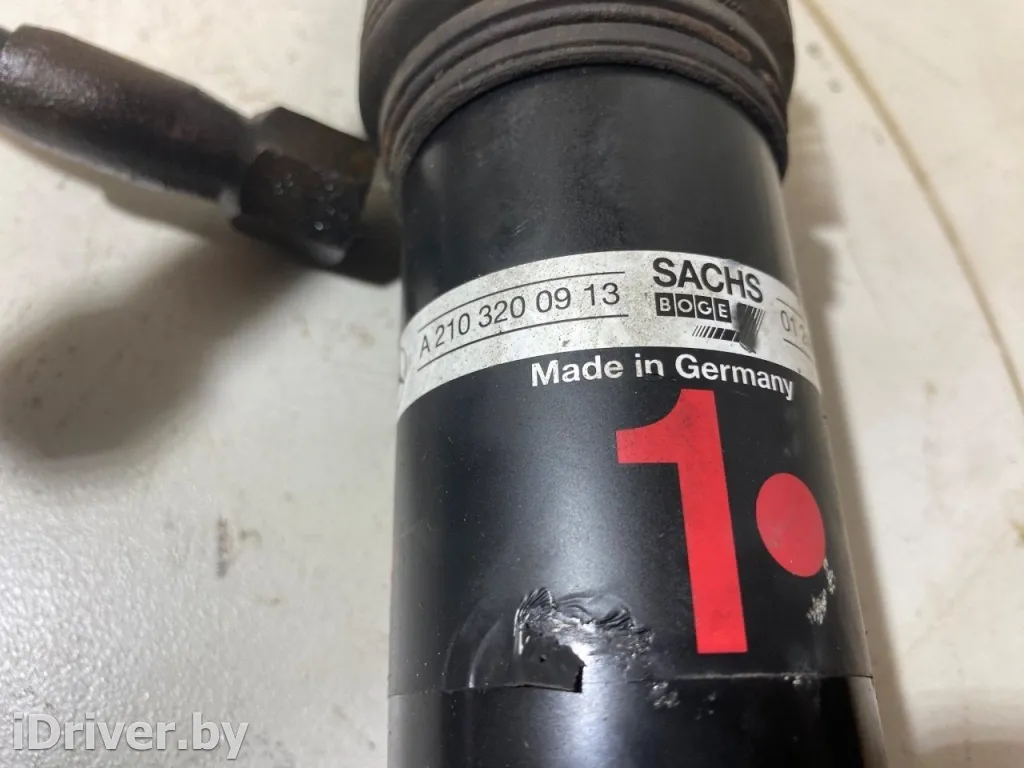 A 210 320 09 13
SACHS
BOGE
Made in Germany
1
iDriver.by